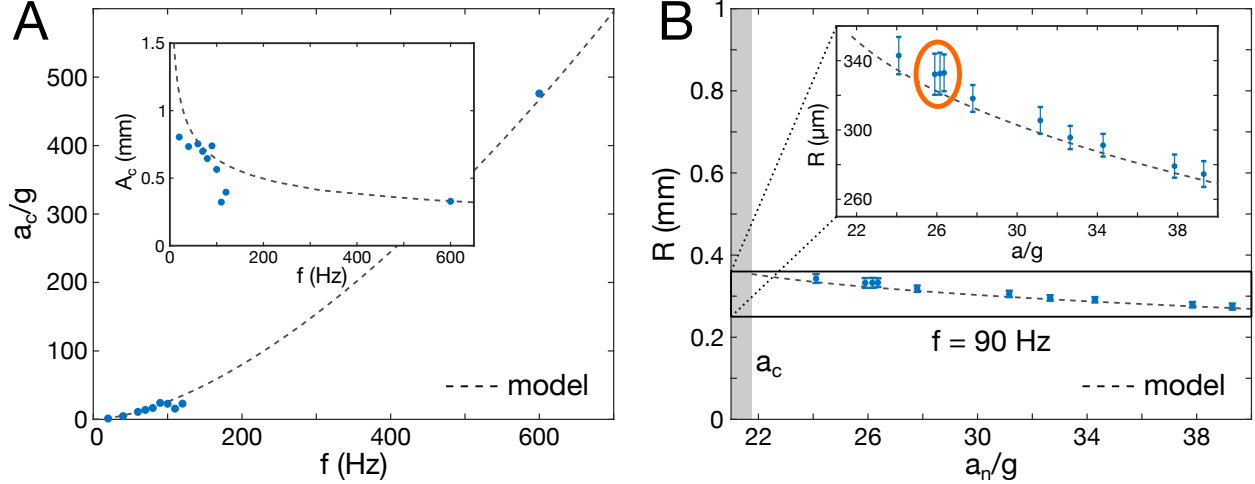 A
a_c/g
500
400
300
200
100
0
0
200
400
600
f (Hz)
model
A_c (mm)
1.5
1
0.5
0
0
200
400
600
f (Hz)
B
R (mm)
1
0.8
0.6
0.4
0.2
0
22
26
30
34
38
a_n/g
a_c
f = 90 Hz
model
R (μm)
340
300
260
22
26
30
34
38
a/g